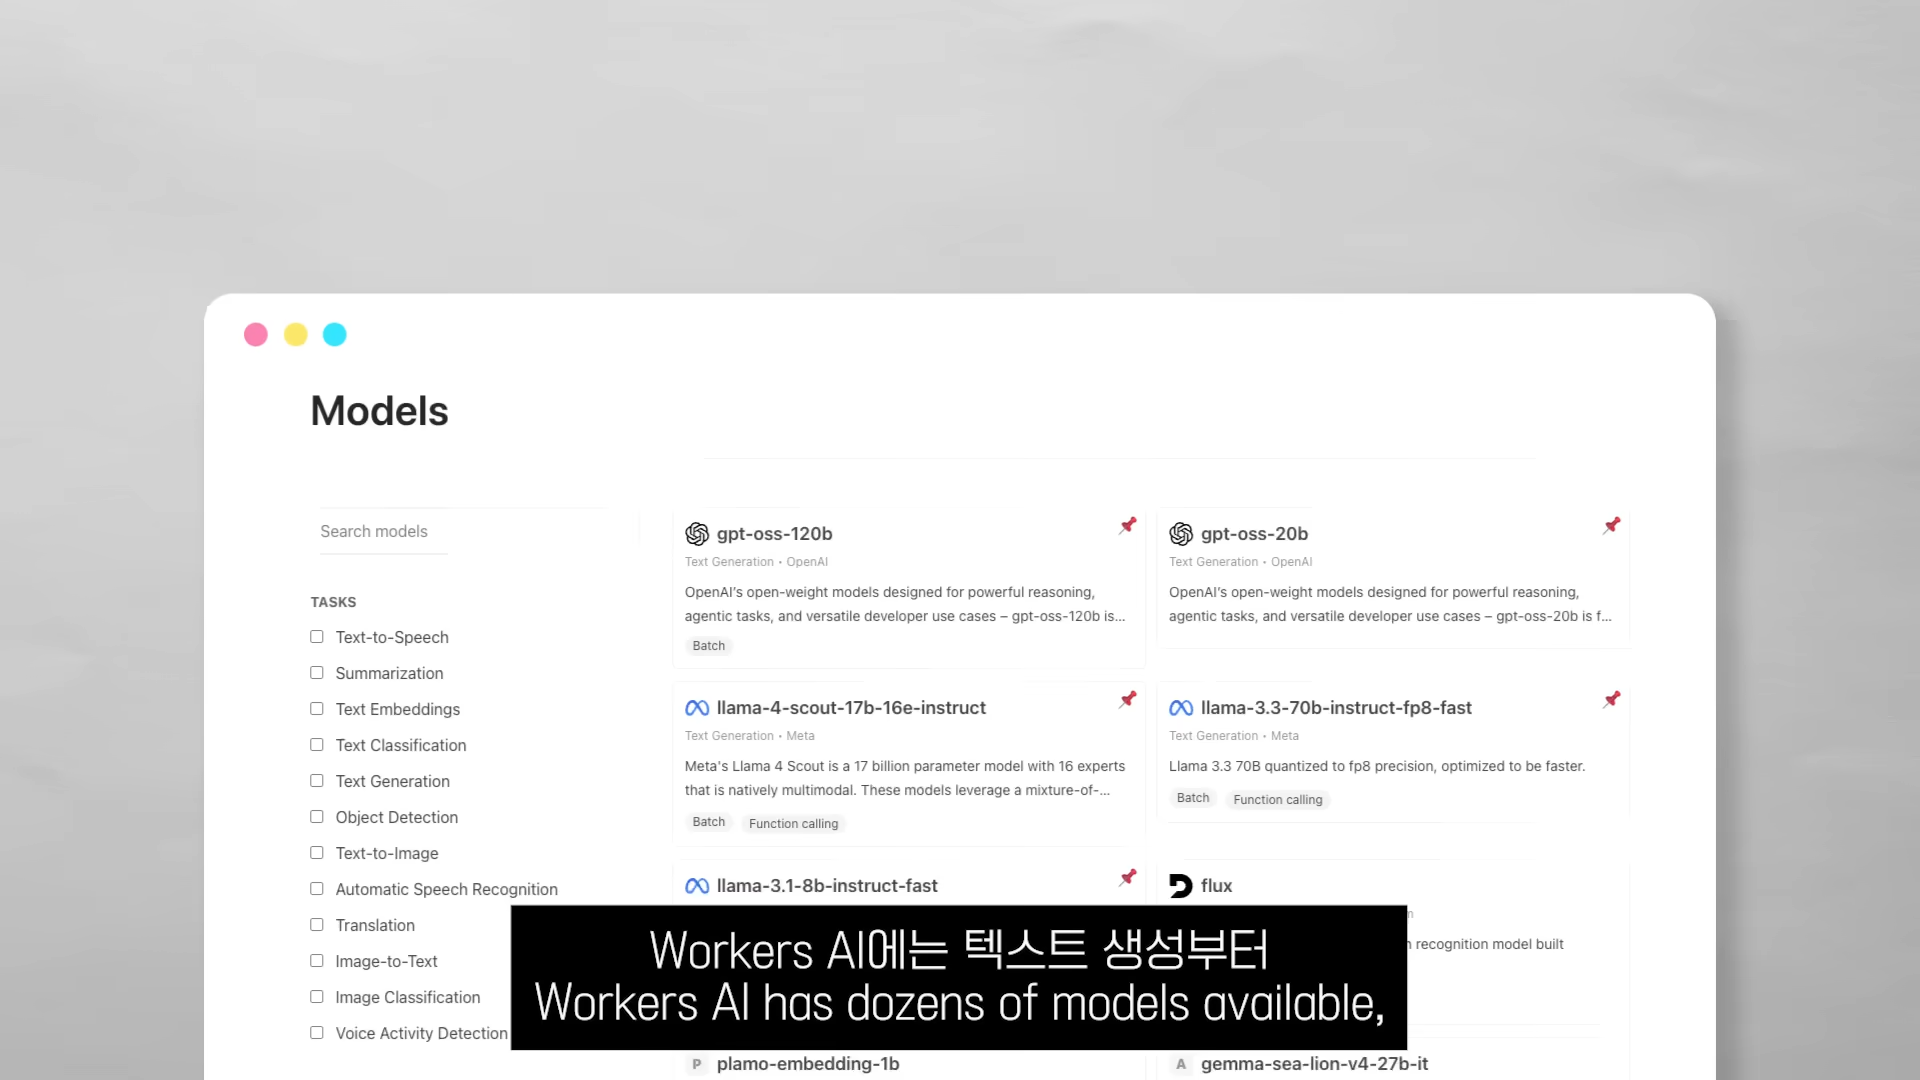 Models
Search models
TASKS
Text-to-Speech
Summarization
Text Embeddings
Text Classification
Text Generation
Object Detection
Text-to-Image
Automatic Speech Recognition
Translation
Image-to-Text
Image Classification
Voice Activity Detection
gpt-oss-120b
Text Generation • OpenAI
OpenAI's open-weight models designed for powerful reasoning,
agentic tasks, and versatile developer use cases – gpt-oss-120b is...
Batch
gpt-oss-20b
Text Generation • OpenAI
OpenAI's open-weight models designed for powerful reasoning,
agentic tasks, and versatile developer use cases – gpt-oss-20b is f...
llama-4-scout-17b-16e-instruct
Text Generation • Meta
Meta's Llama 4 Scout is a 17 billion parameter model with 16 experts
that is natively multimodal. These models leverage a mixture-of-...
Batch Function calling
llama-3.3-70b-instruct-fp8-fast
Text Generation • Meta
Llama 3.3 70B quantized to fp8 precision, optimized to be faster.
Batch Function calling
llama-3.1-8b-instruct-fast
flux
recognition model built
P plamo-embedding-1b
A gemma-sea-lion-v4-27b-it
Workers AI에는 텍스트 생성부터
Workers AI has dozens of models available,